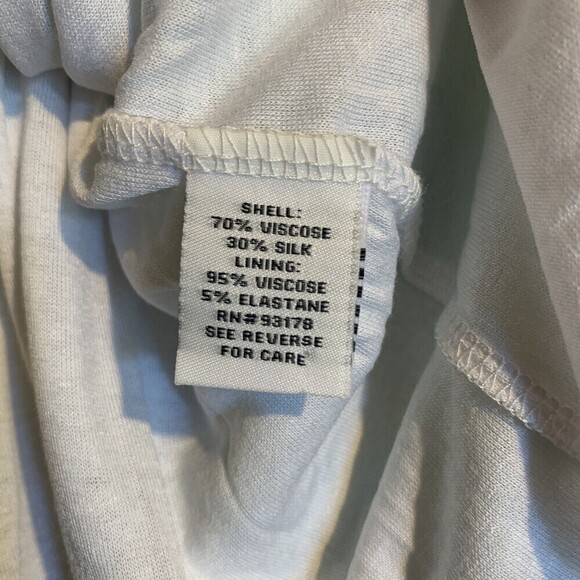 SHELL:
70% VISCOSE
30% SILK
LINING:
95% VISCOSE
5% ELASTANE
RN#93178
SEE REVERSE
FOR CARE